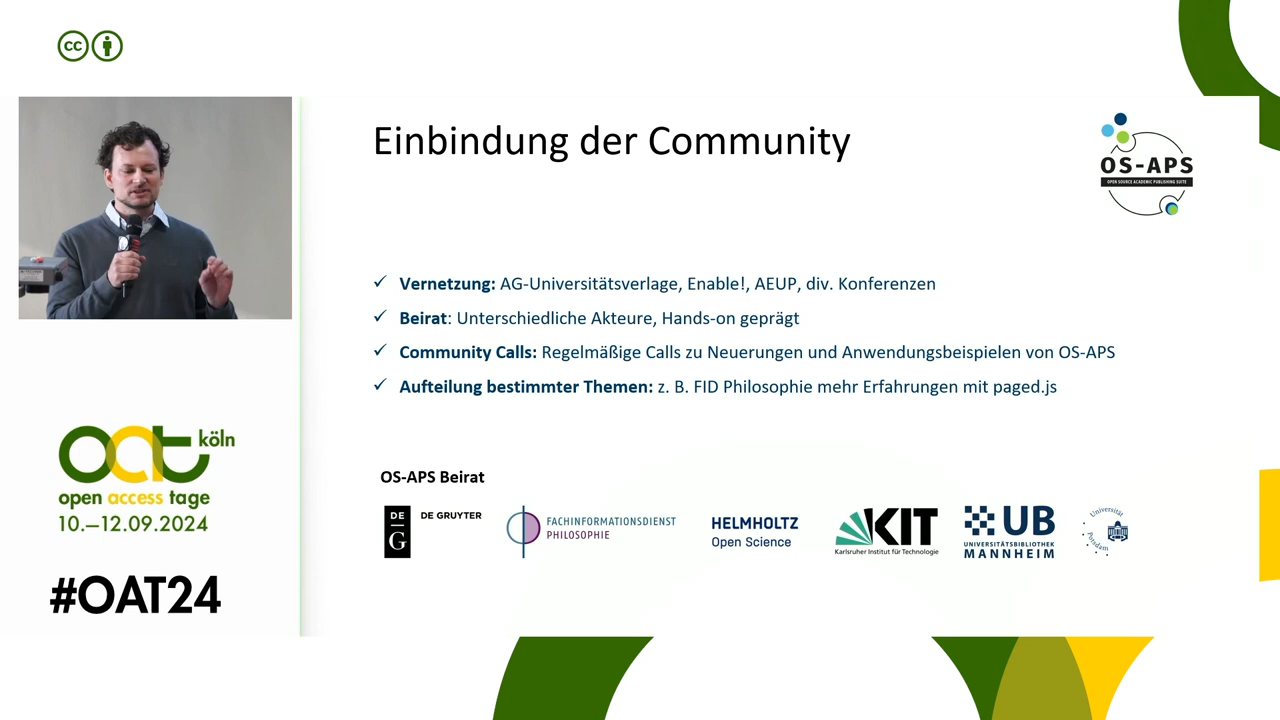 cc
Einbindung der Community
OS-APS
OPEN SOURCE ACADEMIC PUBLISHING SUITE
✓ Vernetzung: AG-Universitätsverlage, Enable!, AEUP, div. Konferenzen
✓ Beirat: Unterschiedliche Akteure, Hands-on geprägt
✓ Community Calls: Regelmäßige Calls zu Neuerungen und Anwendungsbeispielen von OS-APS
✓ Aufteilung bestimmter Themen: z. B. FID Philosophie mehr Erfahrungen mit paged.js
oat köln
open access tage
10.—12.09.2024
#OAT24
OS-APS Beirat
DE
G
DE GRUYTER
FACHINFORMATIONSDIENST
PHILOSOPHIE
HELMHOLTZ
Open Science
KIT
Karlsruher Institut für Technologie
UB
UNIVERSITÄTSBIBLIOTHEK
MANNHEIM
Universität
Potsdam